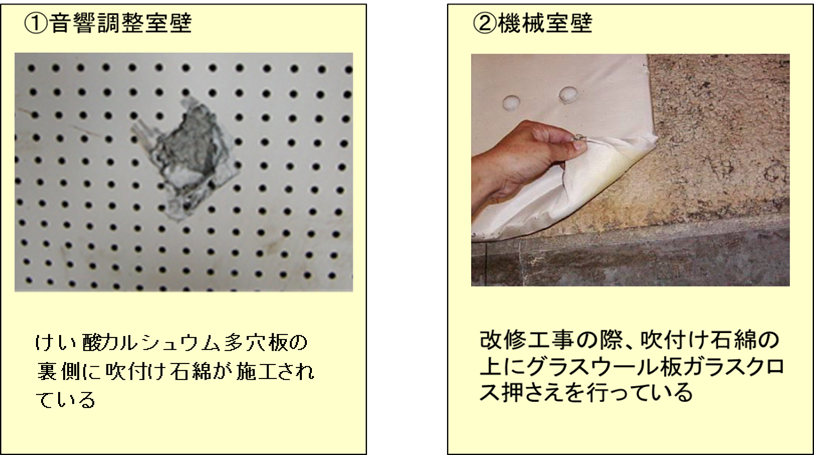 ①音響調整室壁
けい酸カルシュウム多穴板の
裏側に吹付け石綿が施工され
ている
②機械室壁
改修工事の際、吹付け石綿の
上にグラスウール板ガラスクロ
ス押さえを行っている